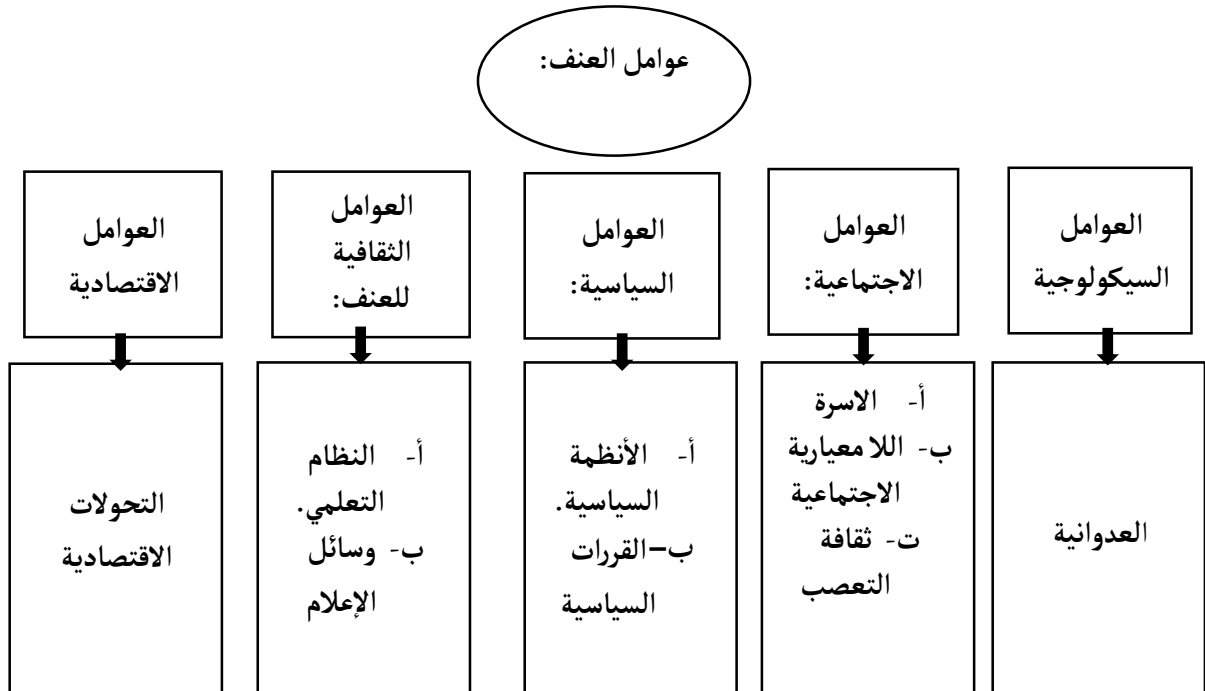 عوامل العنف:
العوامل
السيكولوجية
العوامل
الاجتماعية:
العوامل
السياسية:
العوامل
الثقافية
للعنف:
العوامل
الاقتصادية
العدوانية
أ- الاسرة
ب- اللا معيارية
الاجتماعية
ت- ثقافة
التعصب
أ- الأنظمة
السياسية.
ب–القررات
السياسية
أ- النظام
التعلمي.
ب- وسائل
الإعلام
التحولات
الاقتصادية